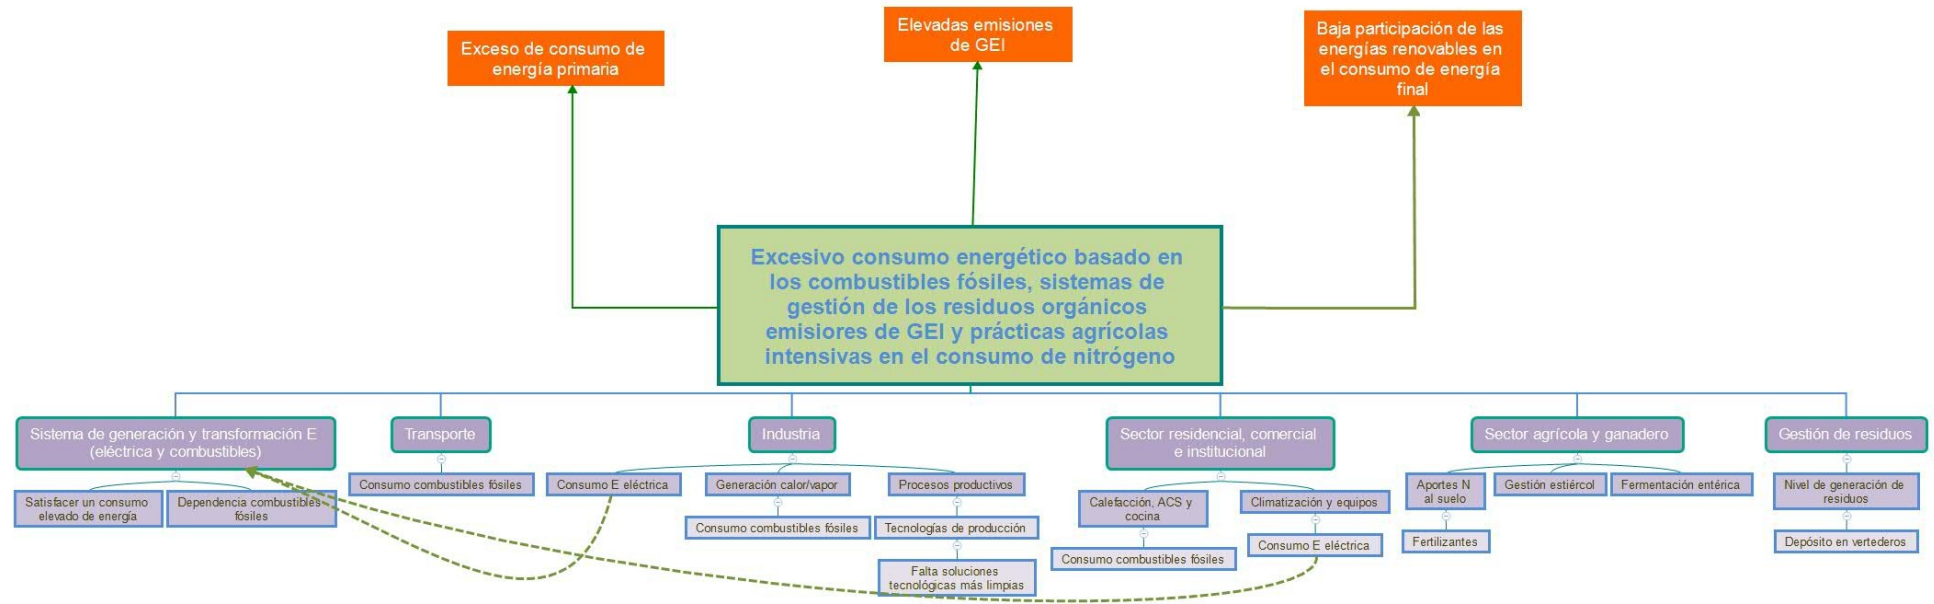 Exceso de consumo de
energía primaria
Elevadas emisiones
de GEI
Baja participación de las
energías renovables en
el consumo de energía
final
Excesivo consumo energético basado en
los combustibles fósiles, sistemas de
gestión de los residuos orgánicos
emisiores de GEI y prácticas agrícolas
intensivas en el consumo de nitrógeno
Sistema de generación y transformación E
(eléctrica y combustibles)
Satisfacer un consumo
elevado de energía
Dependencia combustibles
fósiles
Transporte
Consumo combustibles fósiles
Industria
Consumo E eléctrica
Generación calor/vapor
Consumo combustibles fósiles
Procesos productivos
Tecnologías de producción
Falta soluciones
tecnológicas más limpias
Sector residencial, comercial
e institucional
Calefacción, ACS y
cocina
Consumo combustibles fósiles
Climatización y equipos
Consumo E eléctrica
Sector agrícola y ganadero
Aportes N
al suelo
Fertilizantes
Gestión estiércol
Fermentación entérica
Gestión de residuos
Nivel de generación de
residuos
Depósito en vertederos